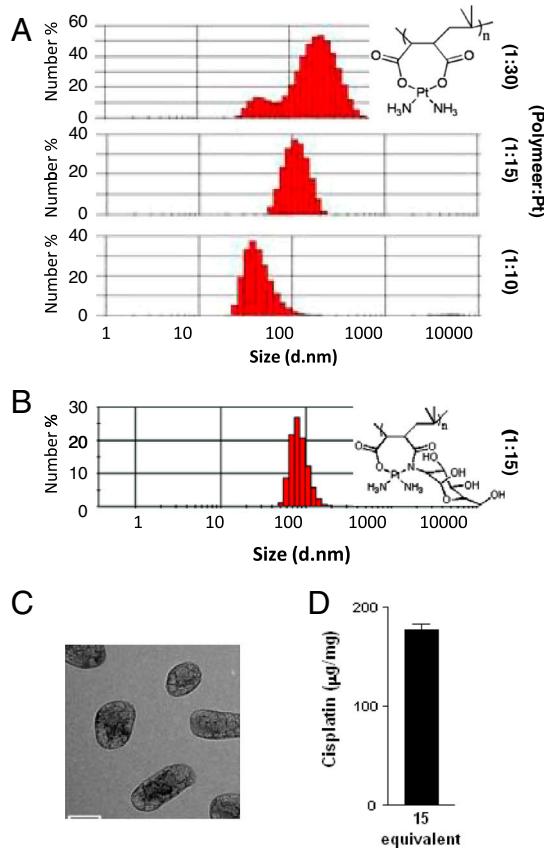 A
Number %
60
40
20
0
n
O
O
O
O
Pt
H₃N
NH₃
(1:30)
Number %
40
20
0
(1:15)
Number %
40
20
0
(1:10)
(Polymeer:Pt)
1 10 100 1000 10000
Size (d.nm)
B
Number %
30
20
10
0
n
O
O
O
Pt
N
H₃N
NH₃
HO
OH
HO
OH
O
OH
(1:15)
1 10 100 1000 10000
Size (d.nm)
C
D
Cisplatin (µg/mg)
200
100
0
15
equivalent